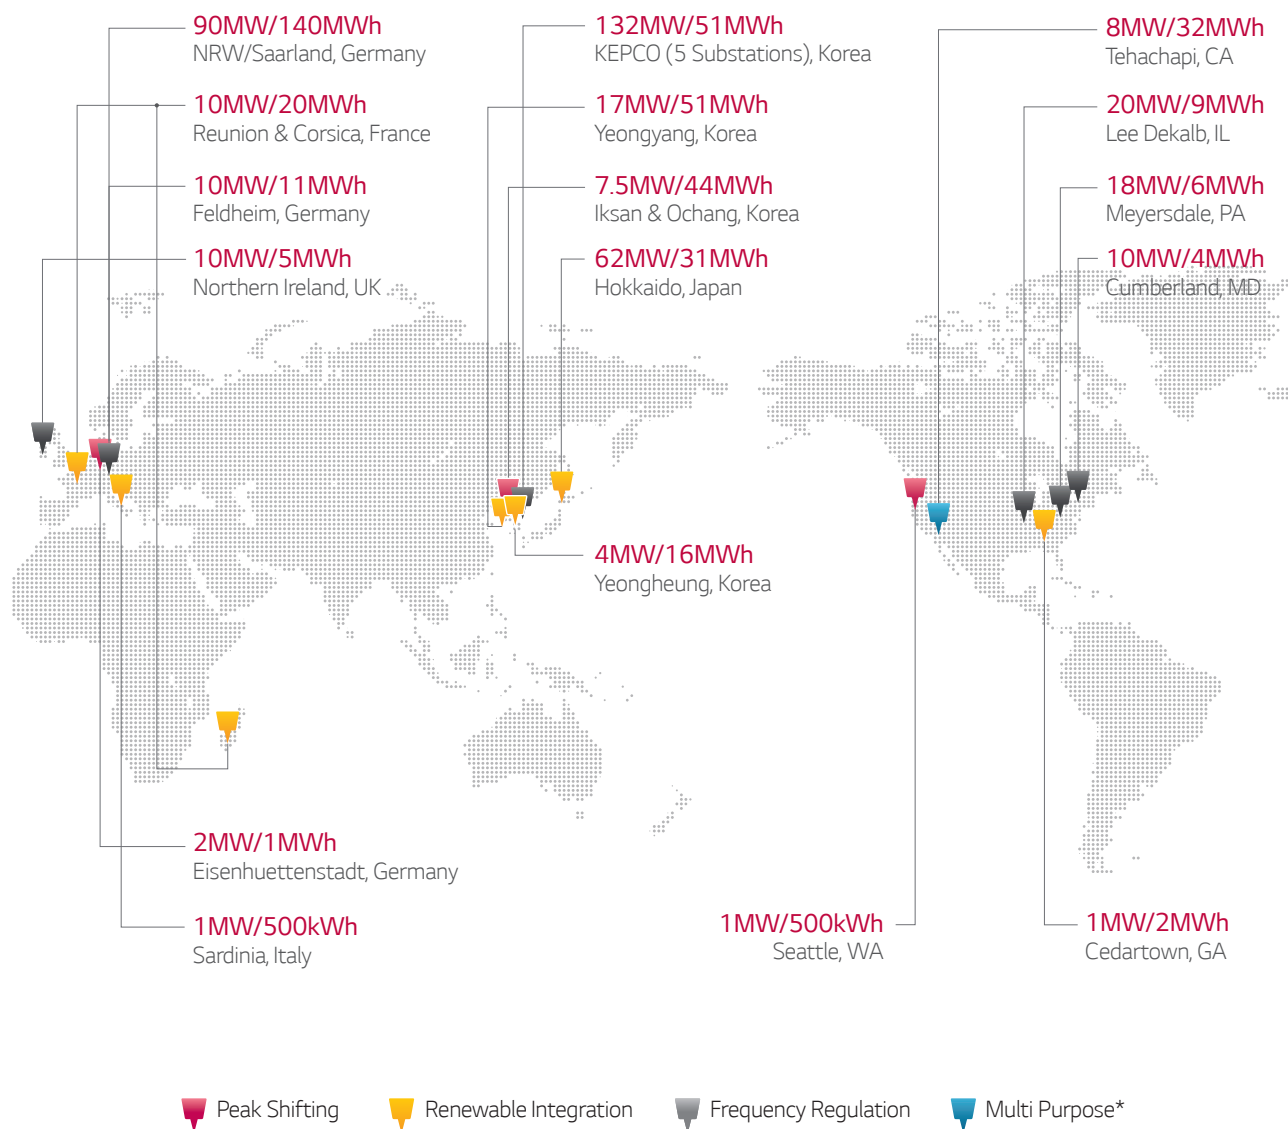 90MW/140MWh
NRW/Saarland, Germany
10MW/20MWh
Reunion & Corsica, France
10MW/11MWh
Feldheim, Germany
10MW/5MWh
Northern Ireland, UK
132MW/51MWh
KEPCO (5 Substations), Korea
17MW/51MWh
Yeongyang, Korea
7.5MW/44MWh
Iksan & Ochang, Korea
62MW/31MWh
Hokkaido, Japan
8MW/32MWh
Tehachapi, CA
20MW/9MWh
Lee Dekalb, IL
18MW/6MWh
Meyersdale, PA
10MW/4MWh
Cumberland, MD
4MW/16MWh
Yeongheung, Korea
2MW/1MWh
Eisenhuettenstadt, Germany
1MW/500kWh
Sardinia, Italy
1MW/500kWh
Seattle, WA
1MW/2MWh
Cedartown, GA
Peak Shifting
Renewable Integration
Frequency Regulation
Multi Purpose*